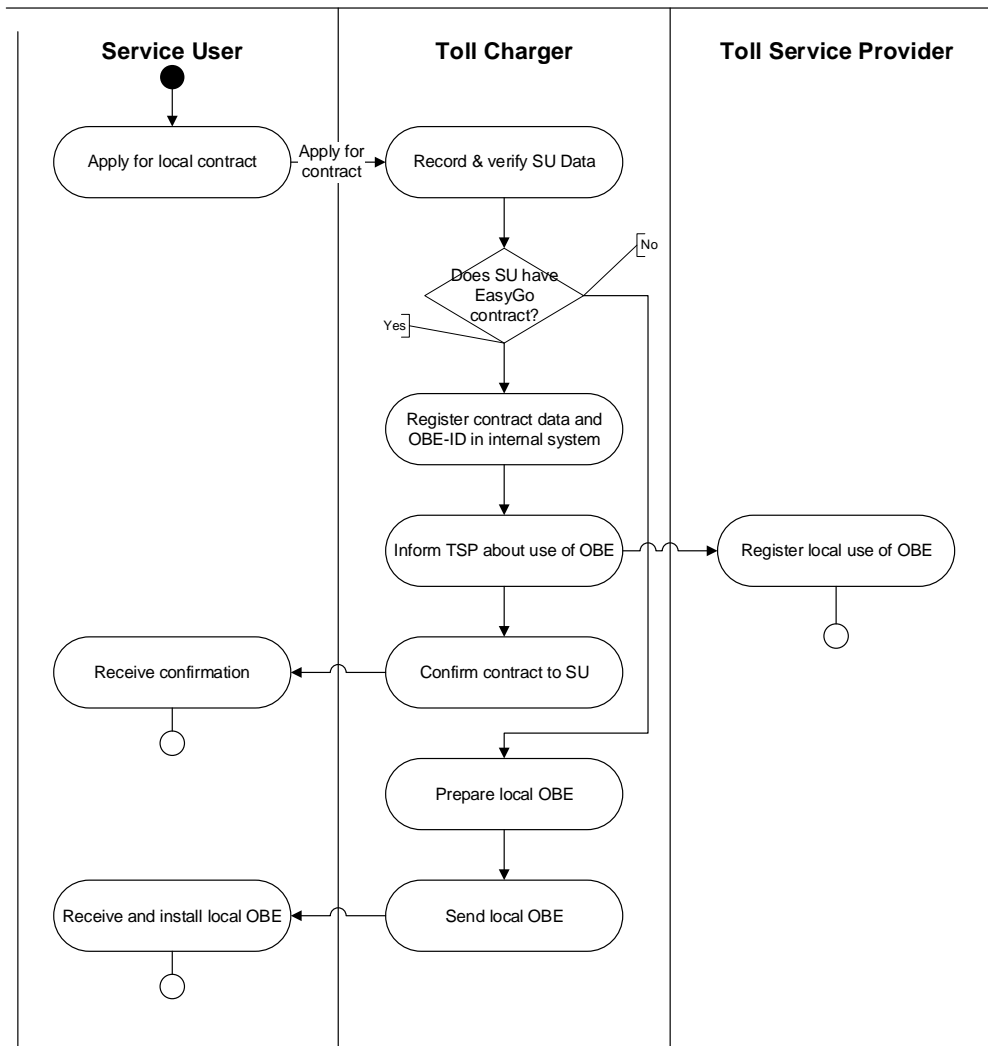 Service User
Toll Charger
Toll Service Provider
Apply for local contract
Apply for
contract
Record & verify SU Data
No
Does SU have
EasyGo
contract?
Yes
Register contract data and
OBE-ID in internal system
Inform TSP about use of OBE
Register local use of OBE
Receive confirmation
Confirm contract to SU
Prepare local OBE
Receive and install local OBE
Send local OBE